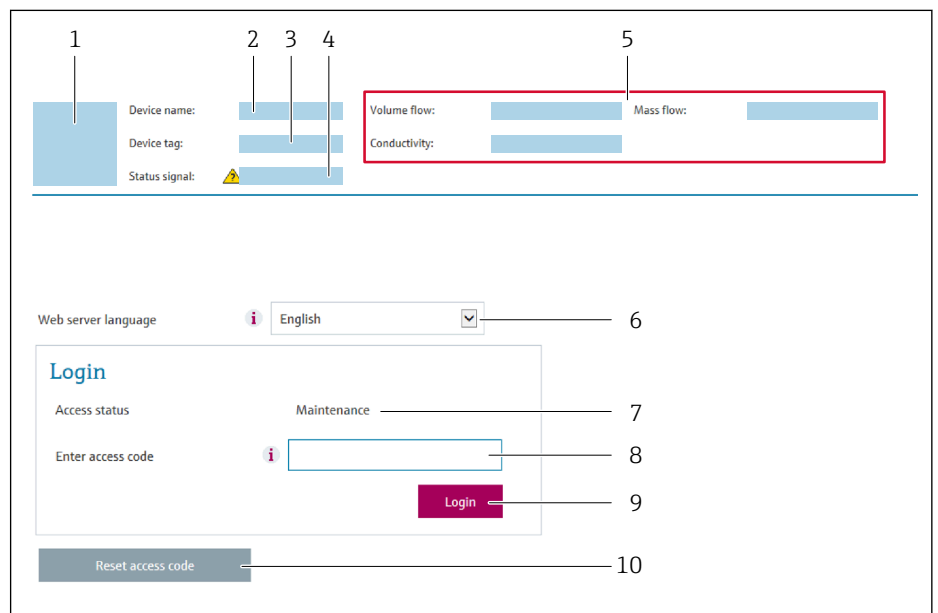 1 2 3 4 5
Device name: Volume flow: Mass flow:
Device tag: Conductivity:
Status signal: ?
Web server language i English 6
Login
Access status Maintenance 7
Enter access code i 8
Login 9
Reset access code 10